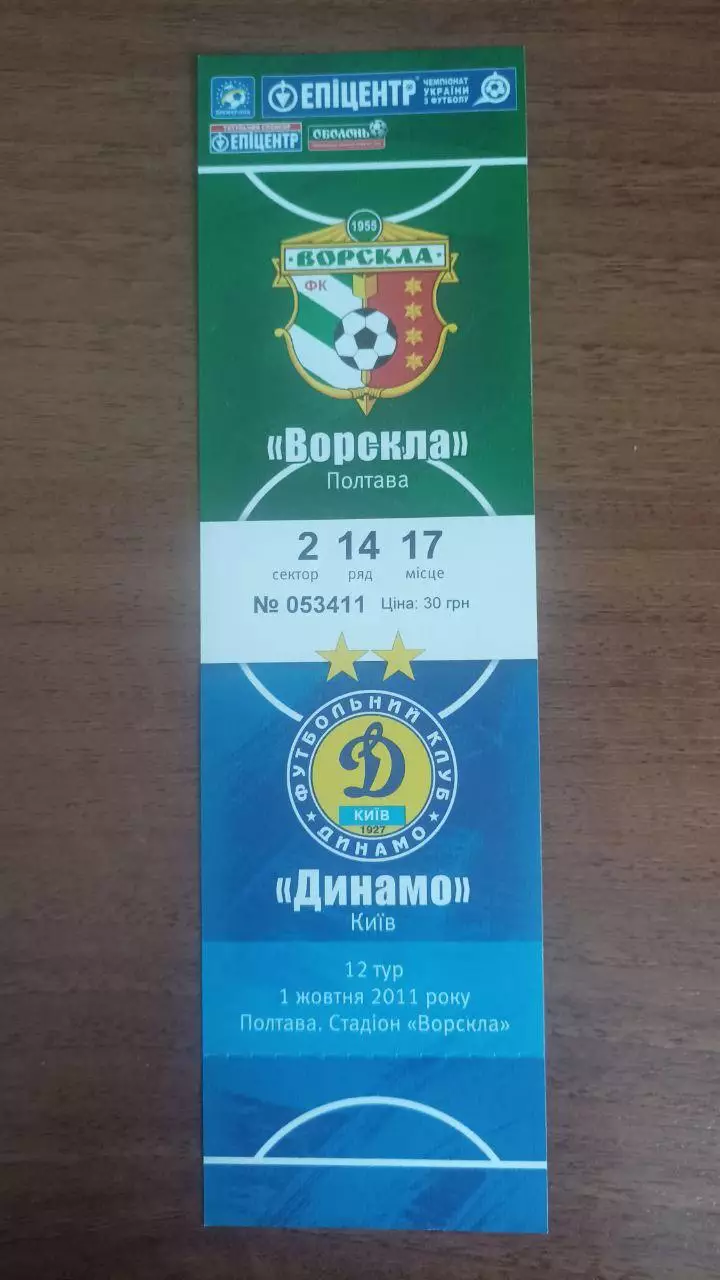 ЕПІЦЕНТР
ЧЕМПІОНАТ
УКРАЇНИ
З ФУТБОЛУ
ТИТУЛЬНИЙ СПОНСОР
ЕПІЦЕНТР
ОБОЛОНЬ
1955
ВОРСКЛА
ФК
«Ворскла»
Полтава
2 14 17
сектор ряд місце
№ 053411 Ціна: 30 грн
ФУТБОЛЬНИЙ КЛУБ
Д
КИЇВ
1927
ДИНАМО
«Динамо»
Київ
12 тур
1 жовтня 2011 року
Полтава. Стадіон «Ворскла»